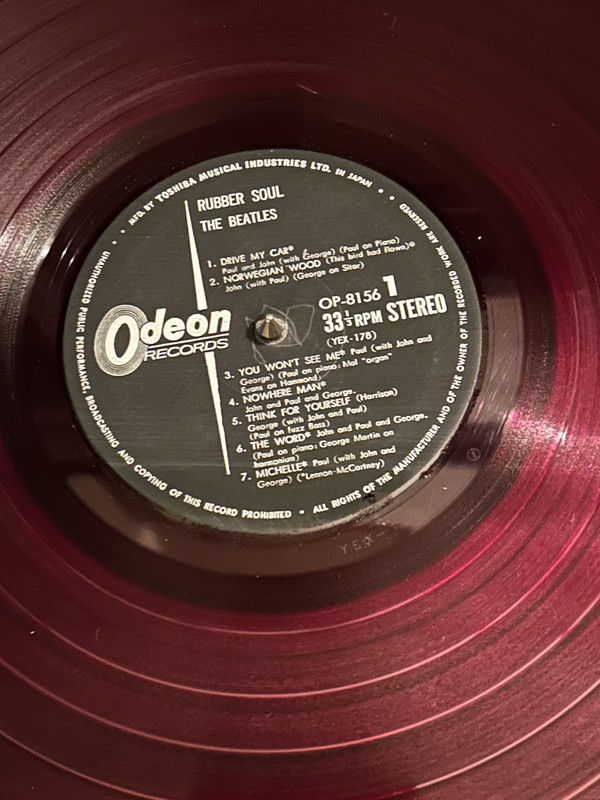 • MFD. BY TOSHIBA MUSICAL INDUSTRIES LTD. IN JAPAN •
RUBBER SOUL
THE BEATLES
1. DRIVE MY CAR*
Paul and John (with George) (Paul on Piano)
2. NORWEGIAN WOOD (This bird had flown)*
John (with Paul) (George on Sitar)
Odeon
RECORDS
OP-8156 1
33 1/3 RPM STEREO
(YEX-178)
3. YOU WON'T SEE ME* Paul (with John and
George) (Paul on piano: Mal "organ"
Evans on Hammond)
4. NOWHERE MAN*
John and Paul and George.
5. THINK FOR YOURSELF (Harrison)
George (with John and Paul)
(Paul on fuzz Bass)
6. THE WORD* John and Paul and George.
(Paul on piano: George Martin on
harmonium)
7. MICHELLE* Paul (with John and
George) (*Lennon-McCartney)
UNAUTHORIZED PUBLIC PERFORMANCE BROADCASTING AND COPYING OF THIS RECORD PROHIBITED • ALL RIGHTS OF THE MANUFACTURER AND OF THE OWNER OF THE RECORDED WORK ARE RESERVED
YEX